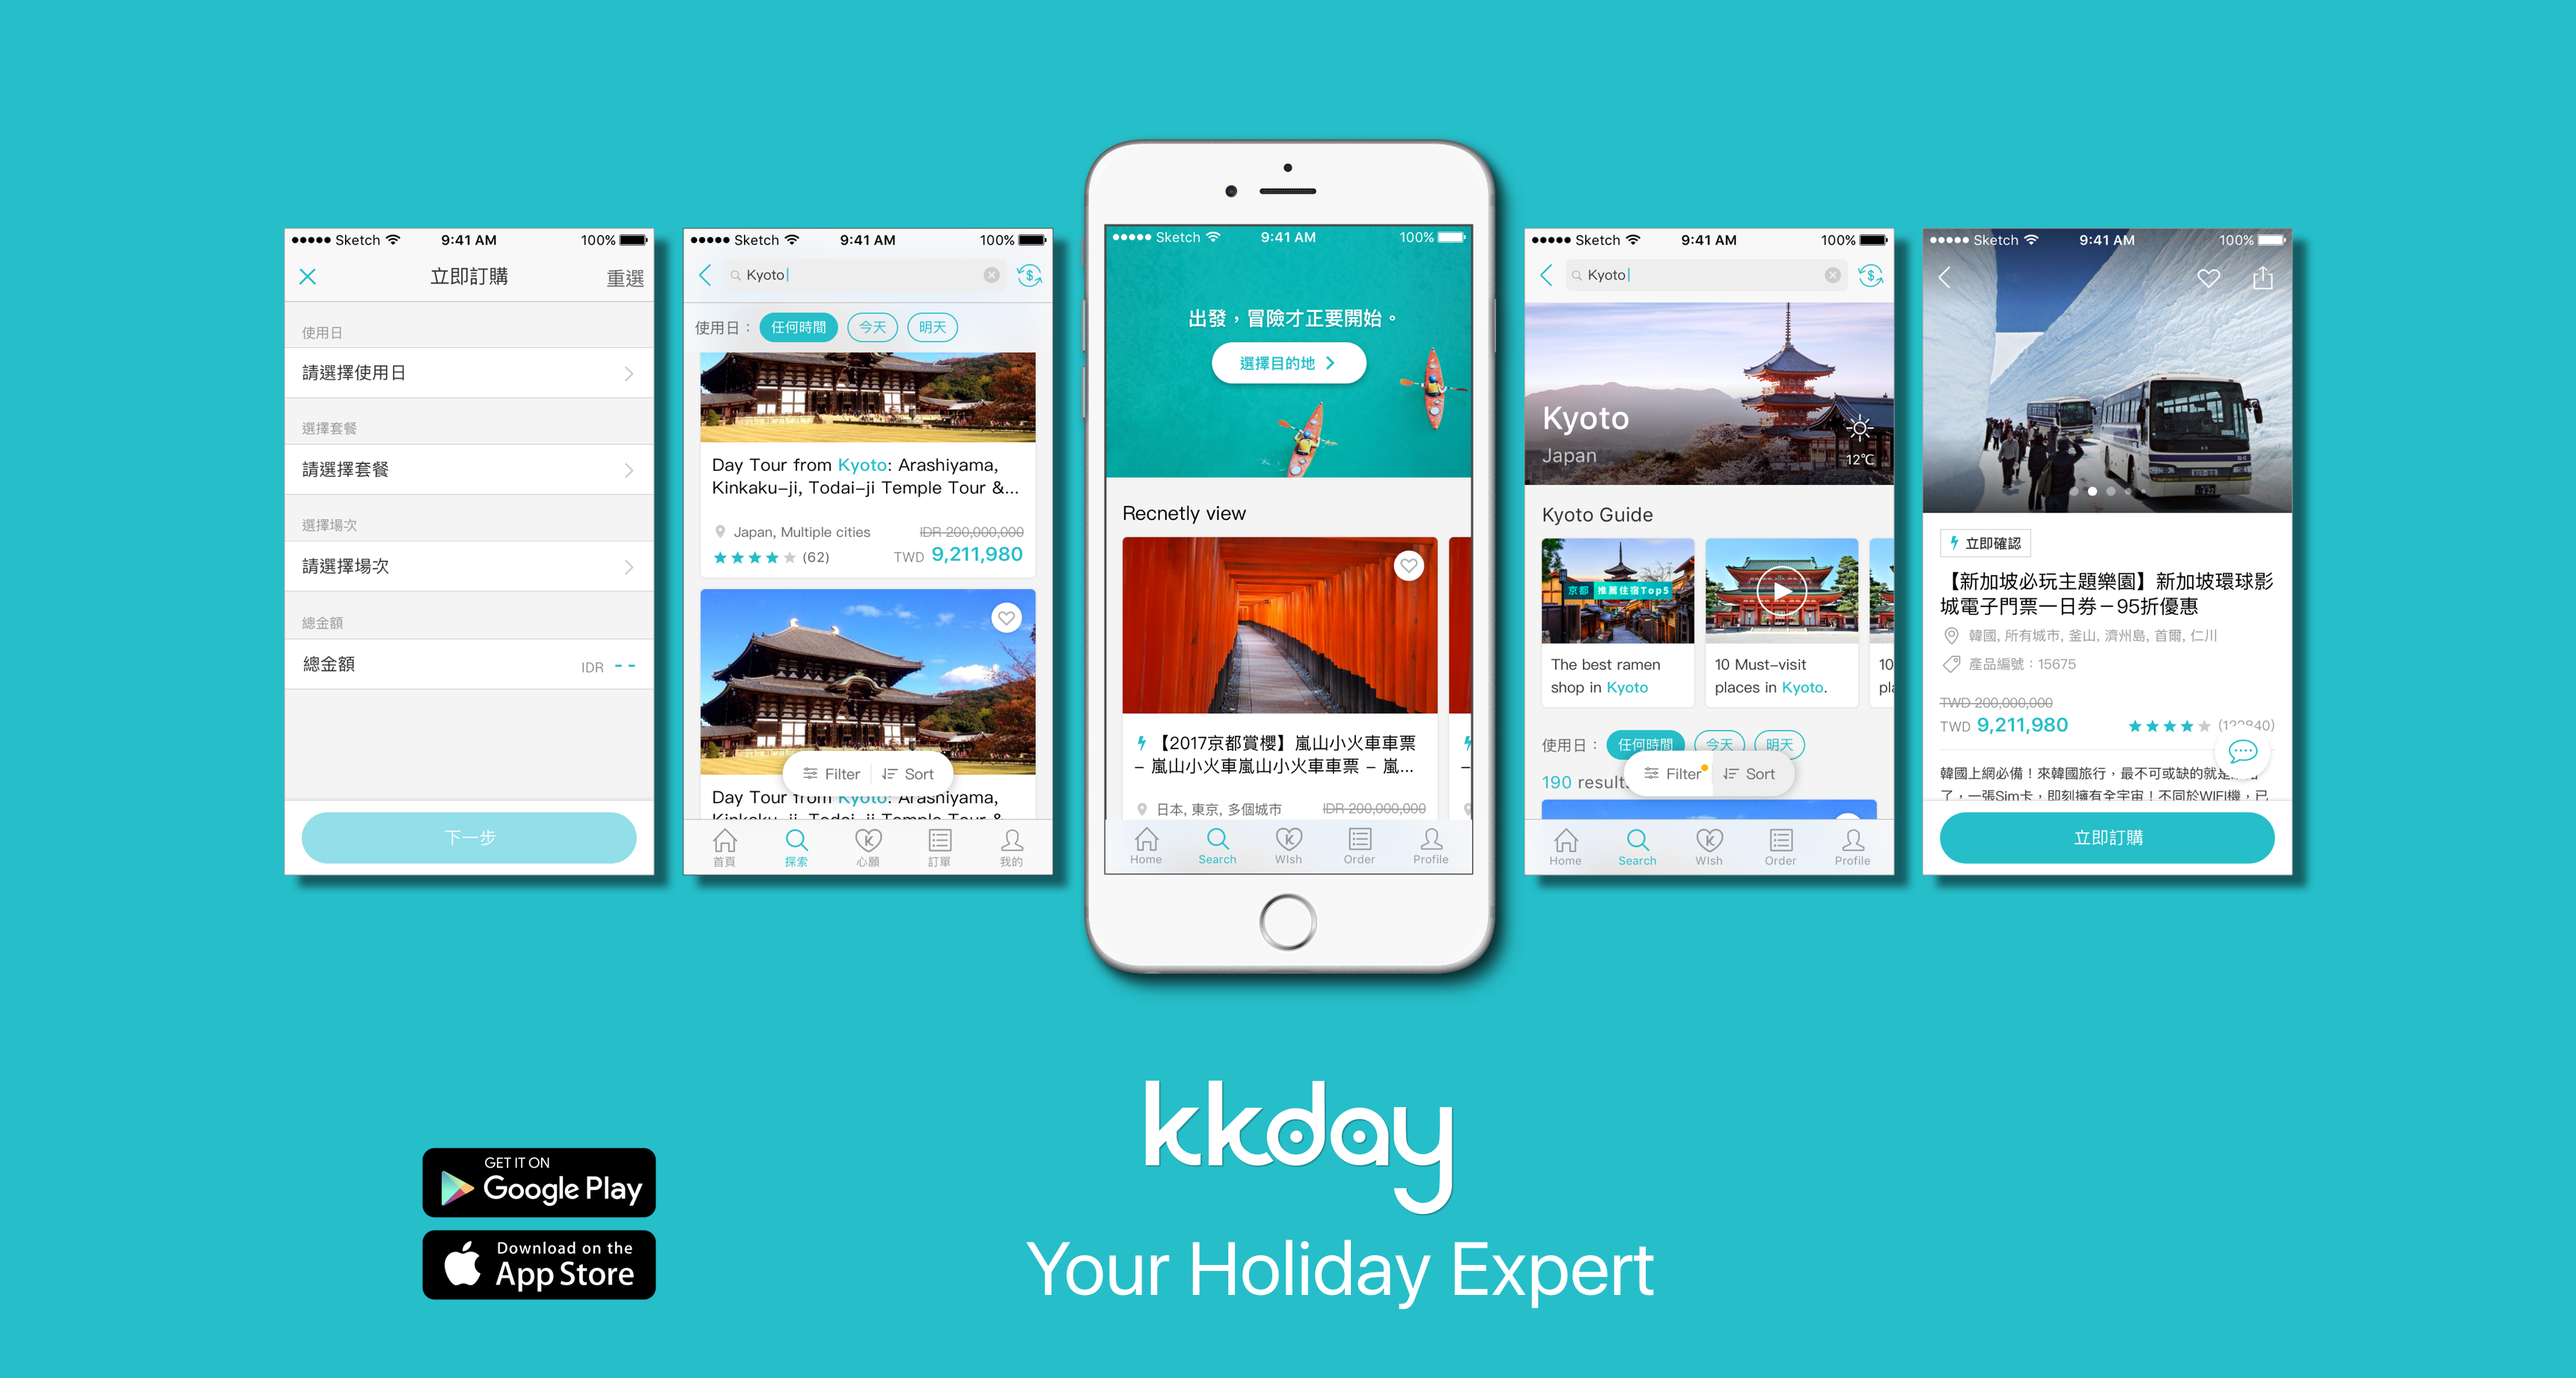 Sketch 9:41 AM 100%
立即訂購 重選
使用日
請選擇使用日
選擇套餐
請選擇套餐
選擇場次
請選擇場次
總金額
總金額 IDR - -
下一步
Sketch 9:41 AM 100%
Kyoto
使用日： 任何時間 今天 明天
Day Tour from Kyoto: Arashiyama,
Kinkaku-ji, Todai-ji Temple Tour &...
Japan, Multiple cities IDR 200,000,000
(62) TWD 9,211,980
Filter Sort
Day Tour from Kyoto: Arashiyama,
Kinkaku-ji, Todai-ji Temple Tour &
首頁 探索 心願 訂單 我的
Sketch 9:41 AM 100%
出發，冒險才正要開始。
選擇目的地
Recnetly view
【2017京都賞櫻】嵐山小火車車票
- 嵐山小火車嵐山小火車車票 - 嵐...
日本, 東京, 多個城市 IDR 200,000,000
Home Search WIsh Order Profile
Sketch 9:41 AM 100%
Kyoto
Kyoto
Japan
12℃
Kyoto Guide
京都 推薦住宿Top5
The best ramen
shop in Kyoto
10 Must-visit
places in Kyoto.
10
pla
使用日： 任何時間 今天 明天
190 result
Filter Sort
Home Search WIsh Order Profile
Sketch 9:41 AM 100%
立即確認
【新加坡必玩主題樂園】新加坡環球影
城電子門票一日券－95折優惠
韓國, 所有城市, 釜山, 濟州島, 首爾, 仁川
產品編號：15675
TWD 200,000,000
TWD 9,211,980
韓國上網必備！來韓國旅行，最不可或缺的就是
了，一張Sim卡，即刻擁有全宇宙！不同於WIFI機，已
立即訂購
kkday
Your Holiday Expert
GET IT ON
Google Play
Download on the
App Store